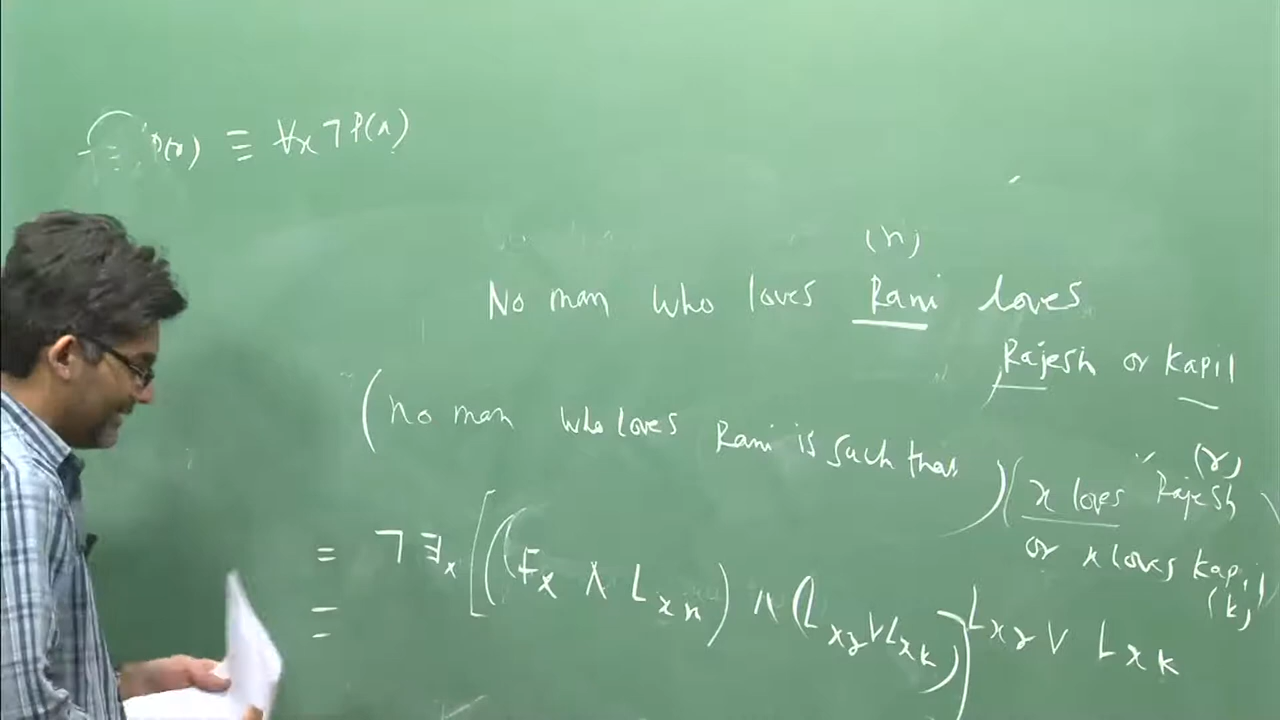 P(x) ≡ ∀x ¬P(x)
(n)
No man who loves Rani loves
Rajesh or Kapil
(no man who loves Rani is such that) (x loves Rajesh
(r)
or x loves Kapil)
(k)
= ¬∃x [((Fx ∧ Lxn) ∧ (Lxr ∨ Lxk)] Lxr ∨ Lxk
=